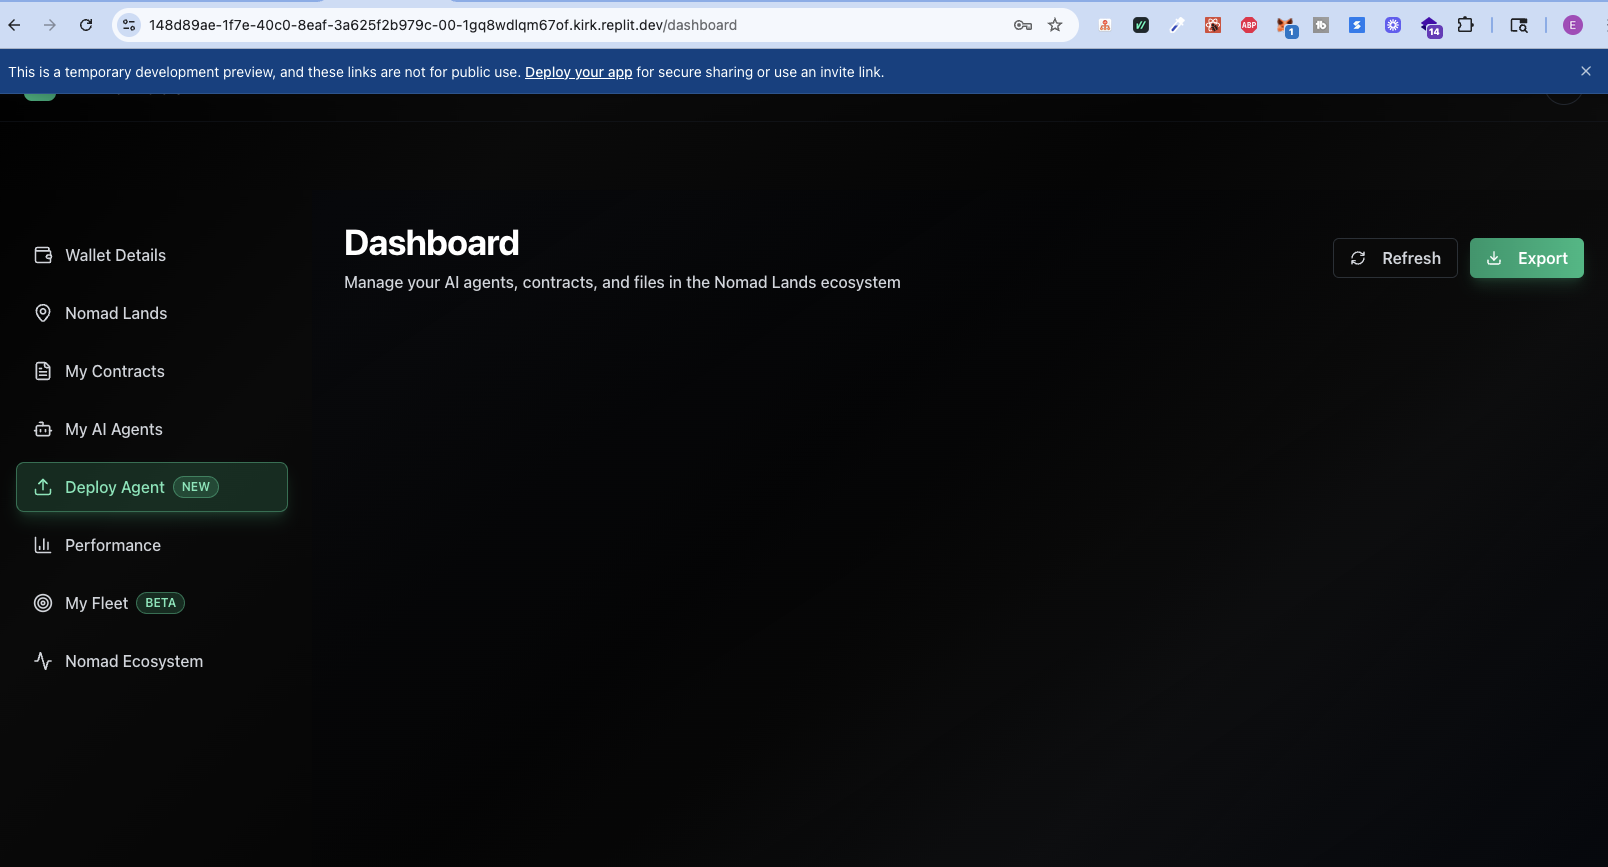 148d89ae-1f7e-40c0-8eaf-3a625f2b979c-00-1gq8wdlqm67of.kirk.replit.dev/dashboard
ABP
1
tb
S
14
E
This is a temporary development preview, and these links are not for public use. Deploy your app for secure sharing or use an invite link.
Dashboard
Manage your AI agents, contracts, and files in the Nomad Lands ecosystem
Refresh
Export
Wallet Details
Nomad Lands
My Contracts
My AI Agents
Deploy Agent NEW
Performance
My Fleet BETA
Nomad Ecosystem